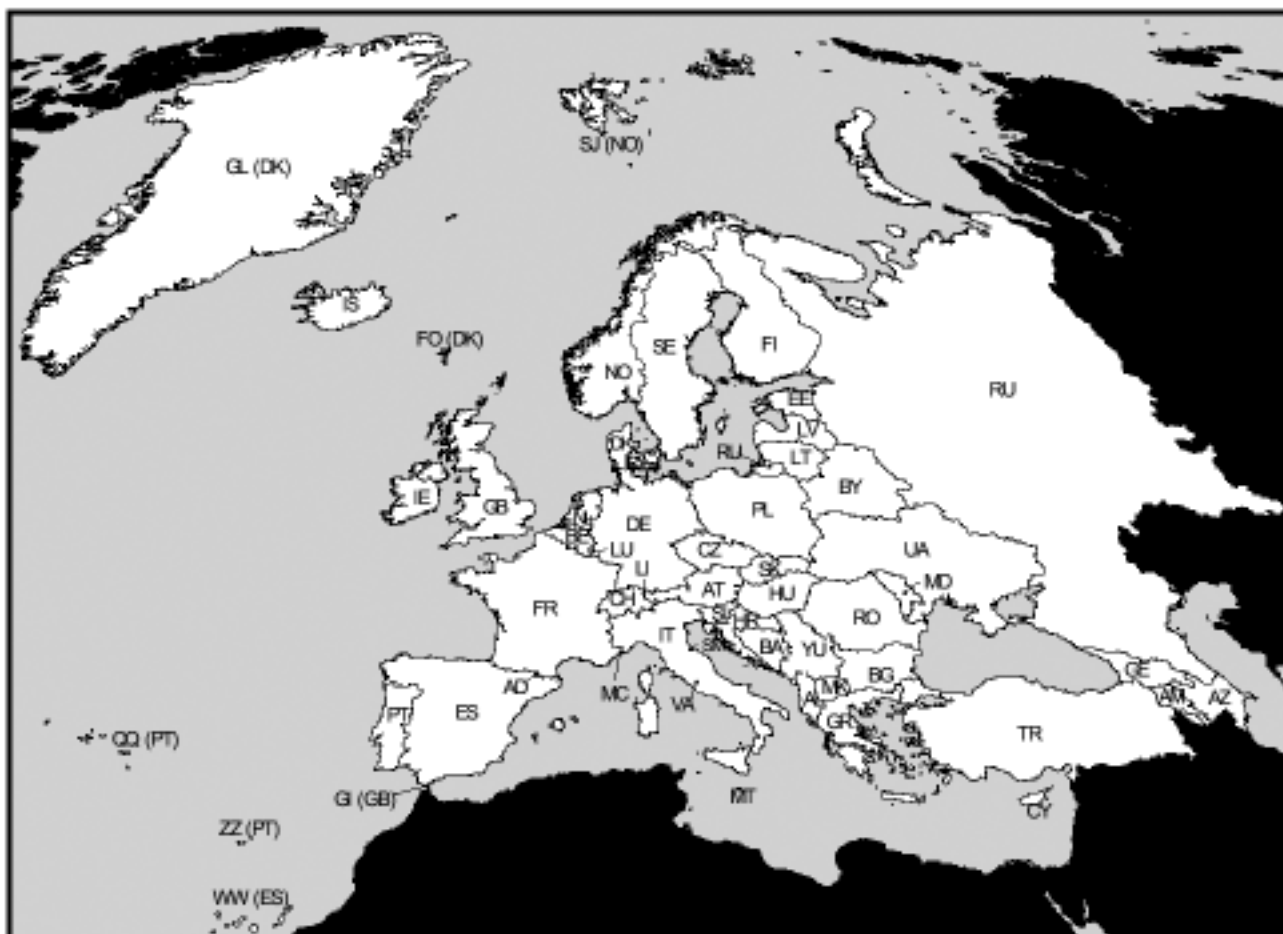 SJ (NO)
GL (DK)
IS
FO (DK)
SE
FI
NO
RU
EE
LV
RU
LT
BY
IE
GB
DE
PL
LU
CZ
UA
LI
SK
MD
AT
HU
CH
FR
RO
SI
HR
IT
SM
BA
YU
GE
BG
AD
MC
MK
AM
AZ
VA
AL
PT
ES
GR
TR
QQ (PT)
GI (GB)
MT
CY
ZZ (PT)
WW (ES)